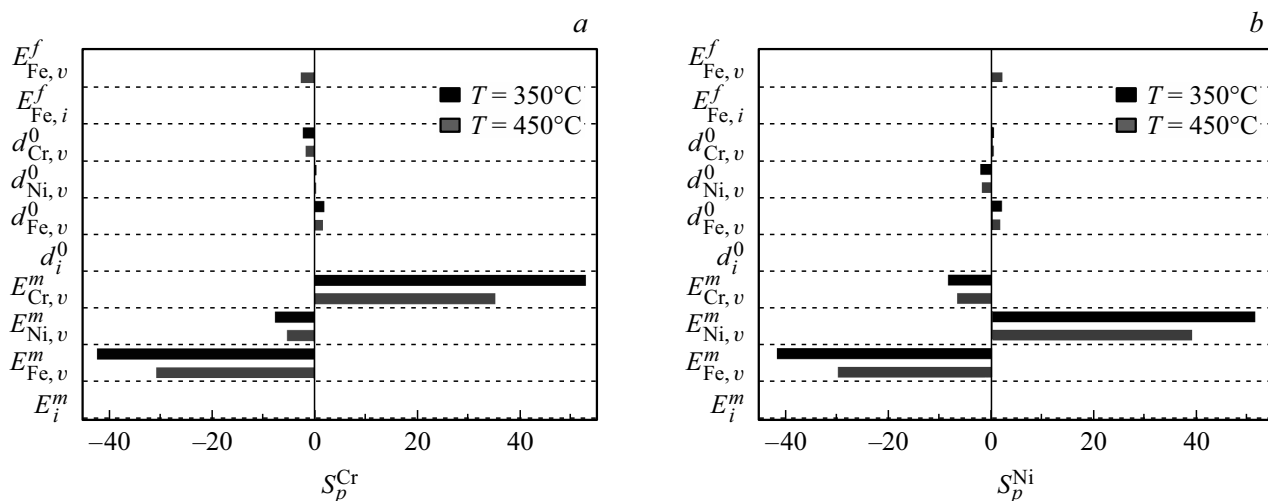 a
E^f_{Fe, v}
E^f_{Fe, i}
d^0_{Cr, v}
d^0_{Ni, v}
d^0_{Fe, v}
d^0_i
E^m_{Cr, v}
E^m_{Ni, v}
E^m_{Fe, v}
E^m_i
T = 350°C
T = 450°C
–40 –20 0 20 40
S_p^{Cr}
b
E^f_{Fe, v}
E^f_{Fe, i}
d^0_{Cr, v}
d^0_{Ni, v}
d^0_{Fe, v}
d^0_i
E^m_{Cr, v}
E^m_{Ni, v}
E^m_{Fe, v}
E^m_i
T = 350°C
T = 450°C
–40 –20 0 20 40
S_p^{Ni}